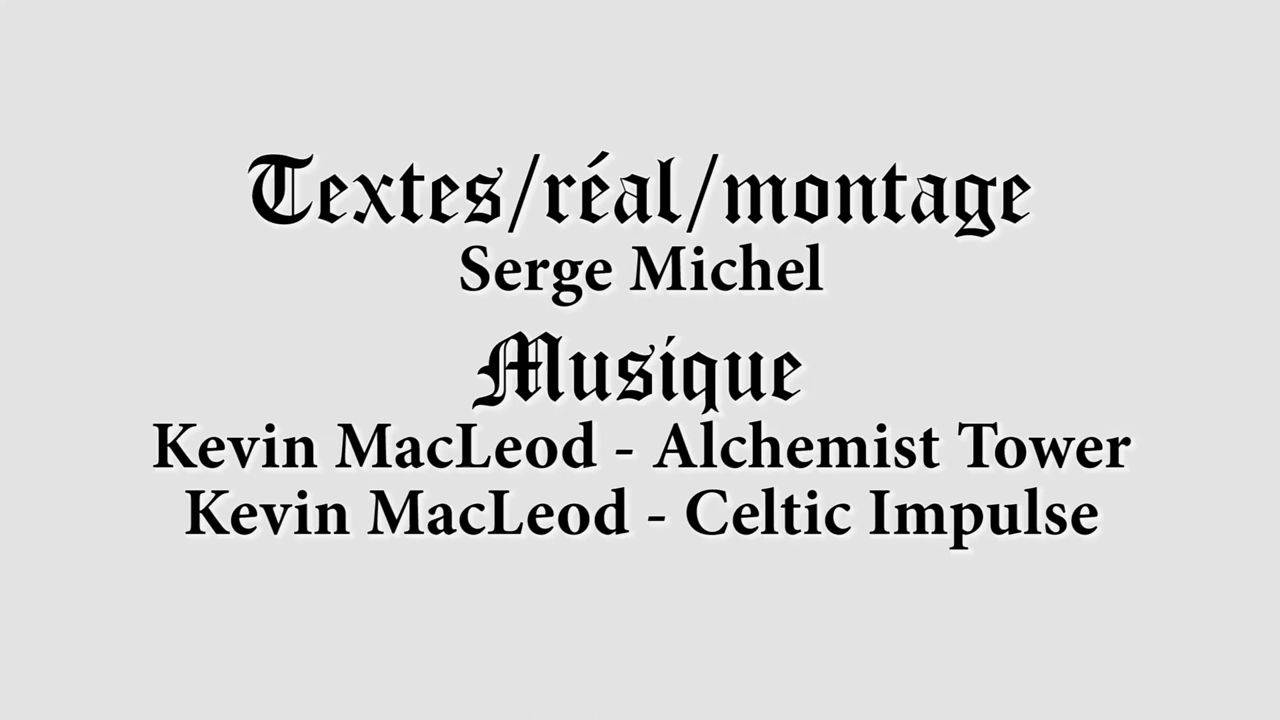 Textes/réal/montage
Serge Michel
Musique
Kevin MacLeod - Alchemist Tower
Kevin MacLeod - Celtic Impulse